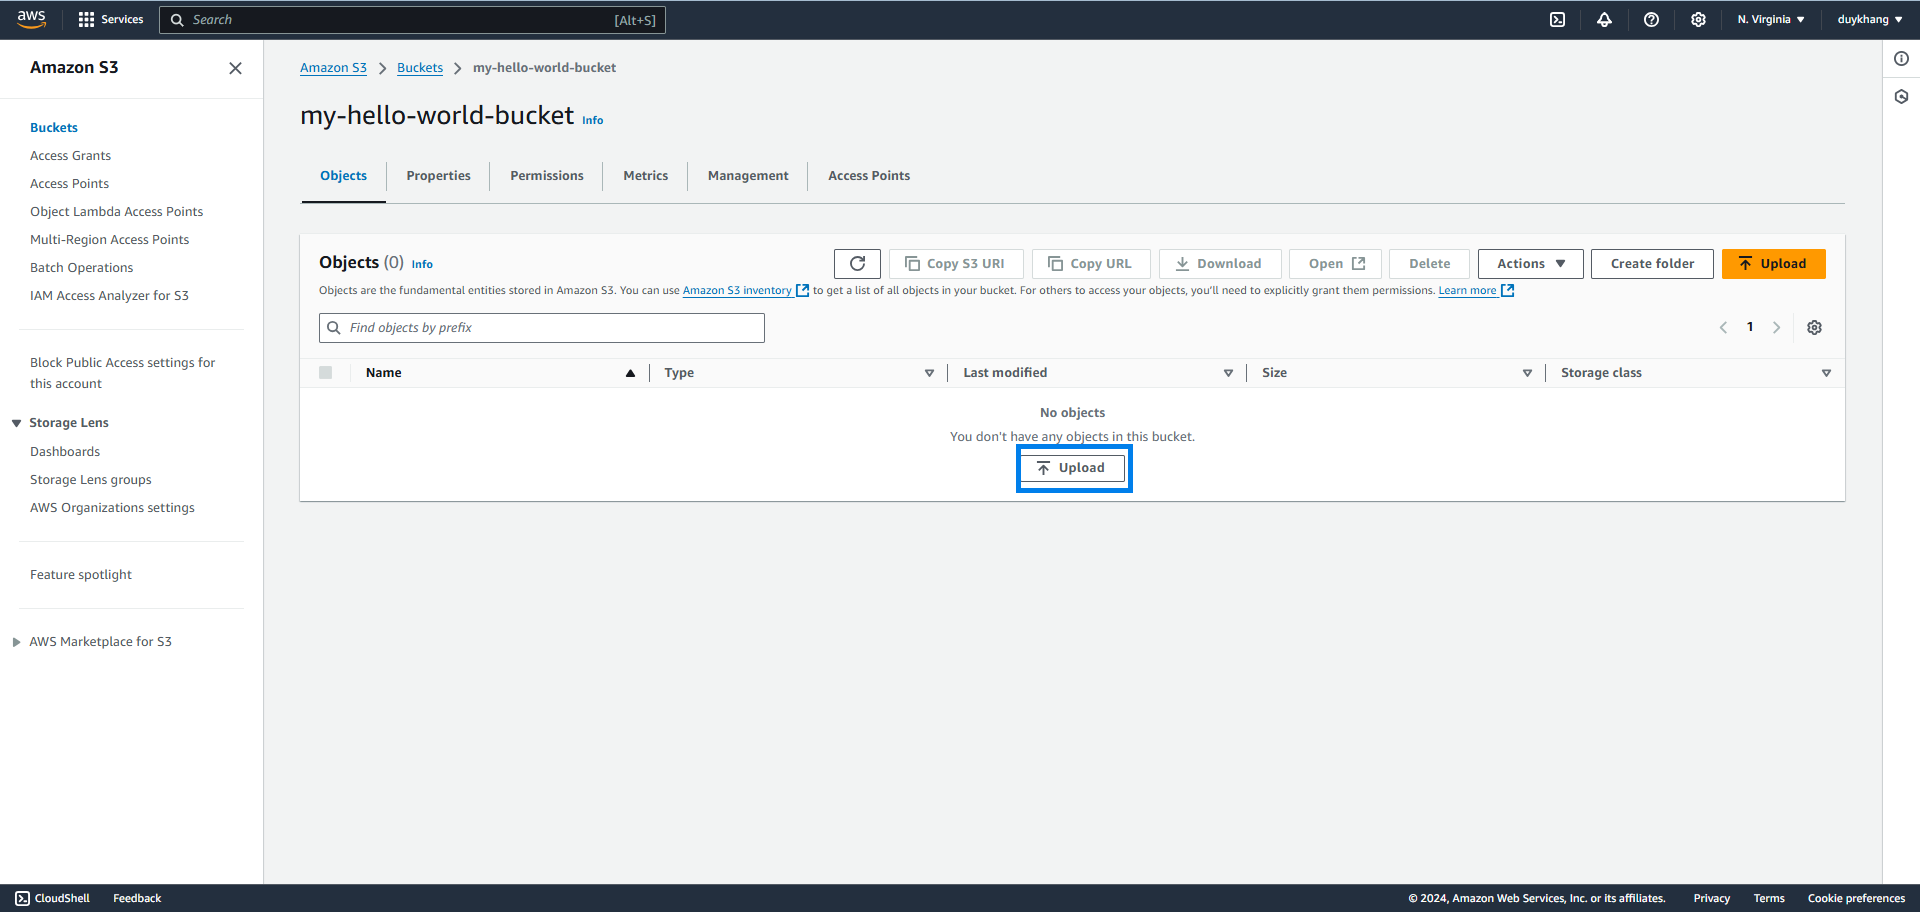 aws Services Search [Alt+S] N. Virginia duykhang
Amazon S3
Buckets
Access Grants
Access Points
Object Lambda Access Points
Multi-Region Access Points
Batch Operations
IAM Access Analyzer for S3
Block Public Access settings for
this account
Storage Lens
Dashboards
Storage Lens groups
AWS Organizations settings
Feature spotlight
AWS Marketplace for S3
Amazon S3 Buckets my-hello-world-bucket
my-hello-world-bucket Info
Objects Properties Permissions Metrics Management Access Points
Objects (0) Info Copy S3 URI Copy URL Download Open Delete Actions Create folder Upload
Objects are the fundamental entities stored in Amazon S3. You can use Amazon S3 inventory to get a list of all objects in your bucket. For others to access your objects, you'll need to explicitly grant them permissions. Learn more
Find objects by prefix 1
Name Type Last modified Size Storage class
No objects
You don't have any objects in this bucket.
Upload
CloudShell Feedback © 2024, Amazon Web Services, Inc. or its affiliates. Privacy Terms Cookie preferences